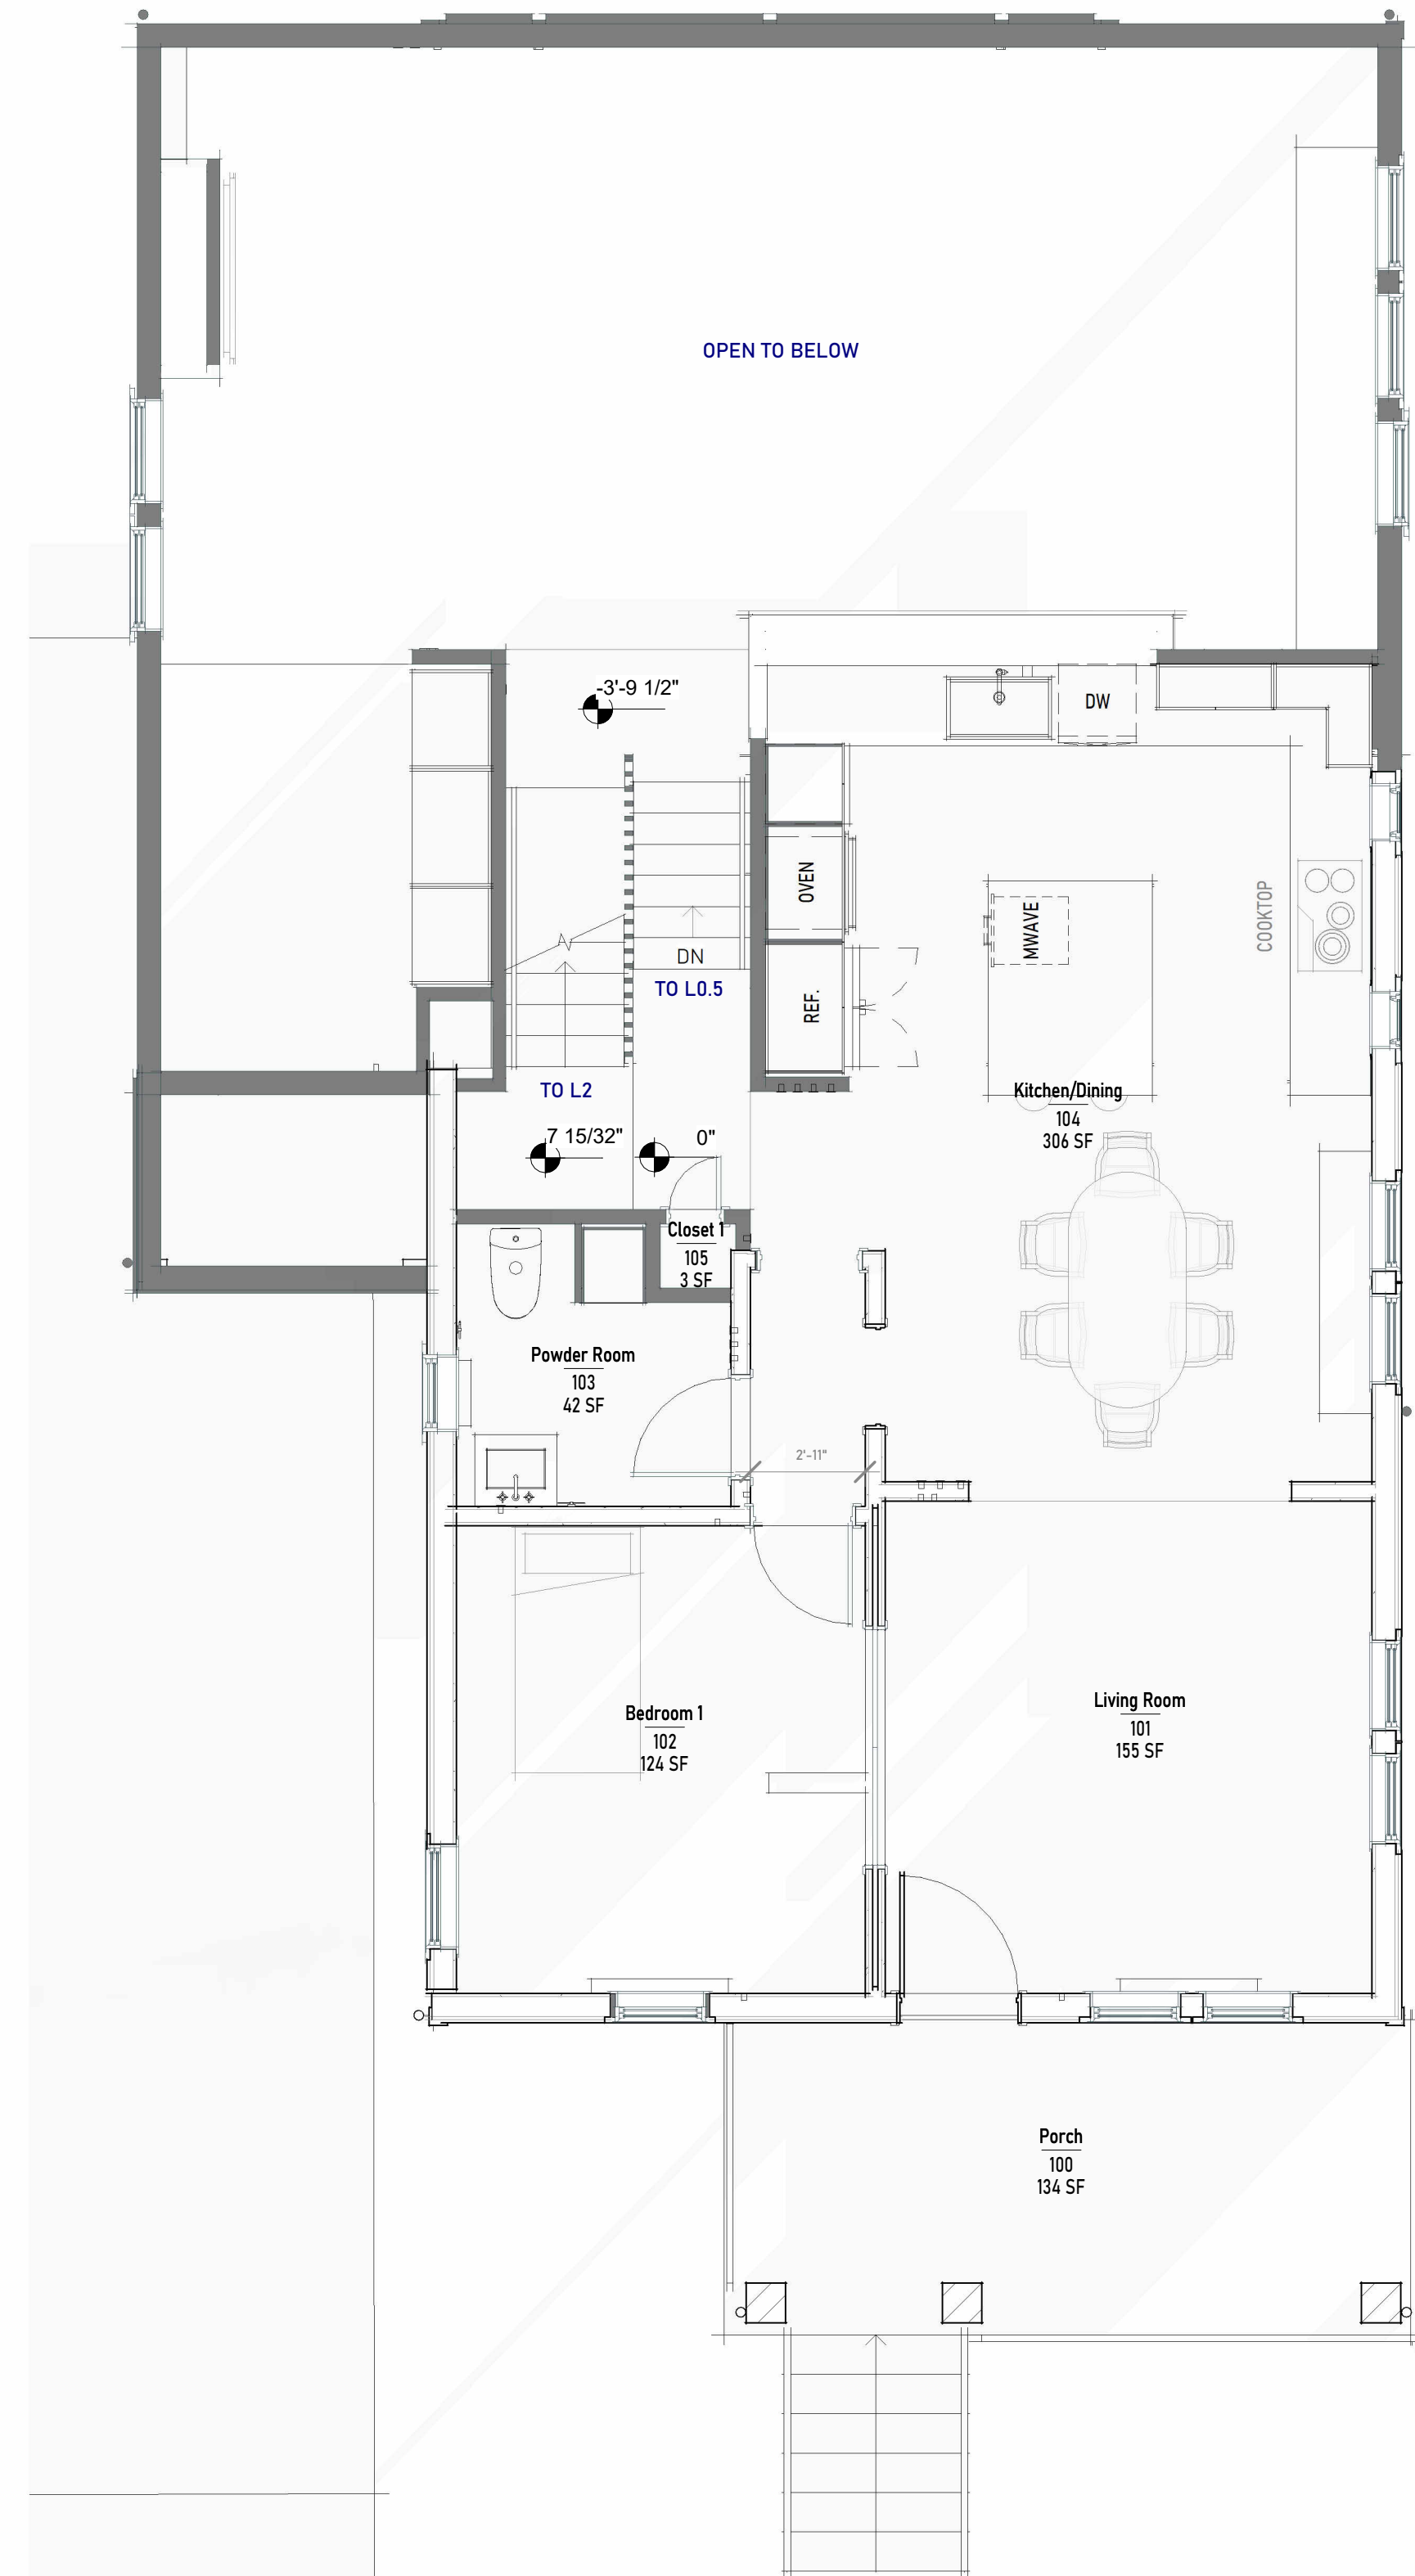 OPEN TO BELOW
-3'-9 1/2"
DW
OVEN
MWAVE
COOKTOP
DN
TO L0.5
REF.
TO L2
Kitchen/Dining
104
306 SF
7 15/32"
0"
Closet 1
105
3 SF
Powder Room
103
42 SF
2'-11"
Living Room
101
155 SF
Bedroom 1
102
124 SF
Porch
100
134 SF